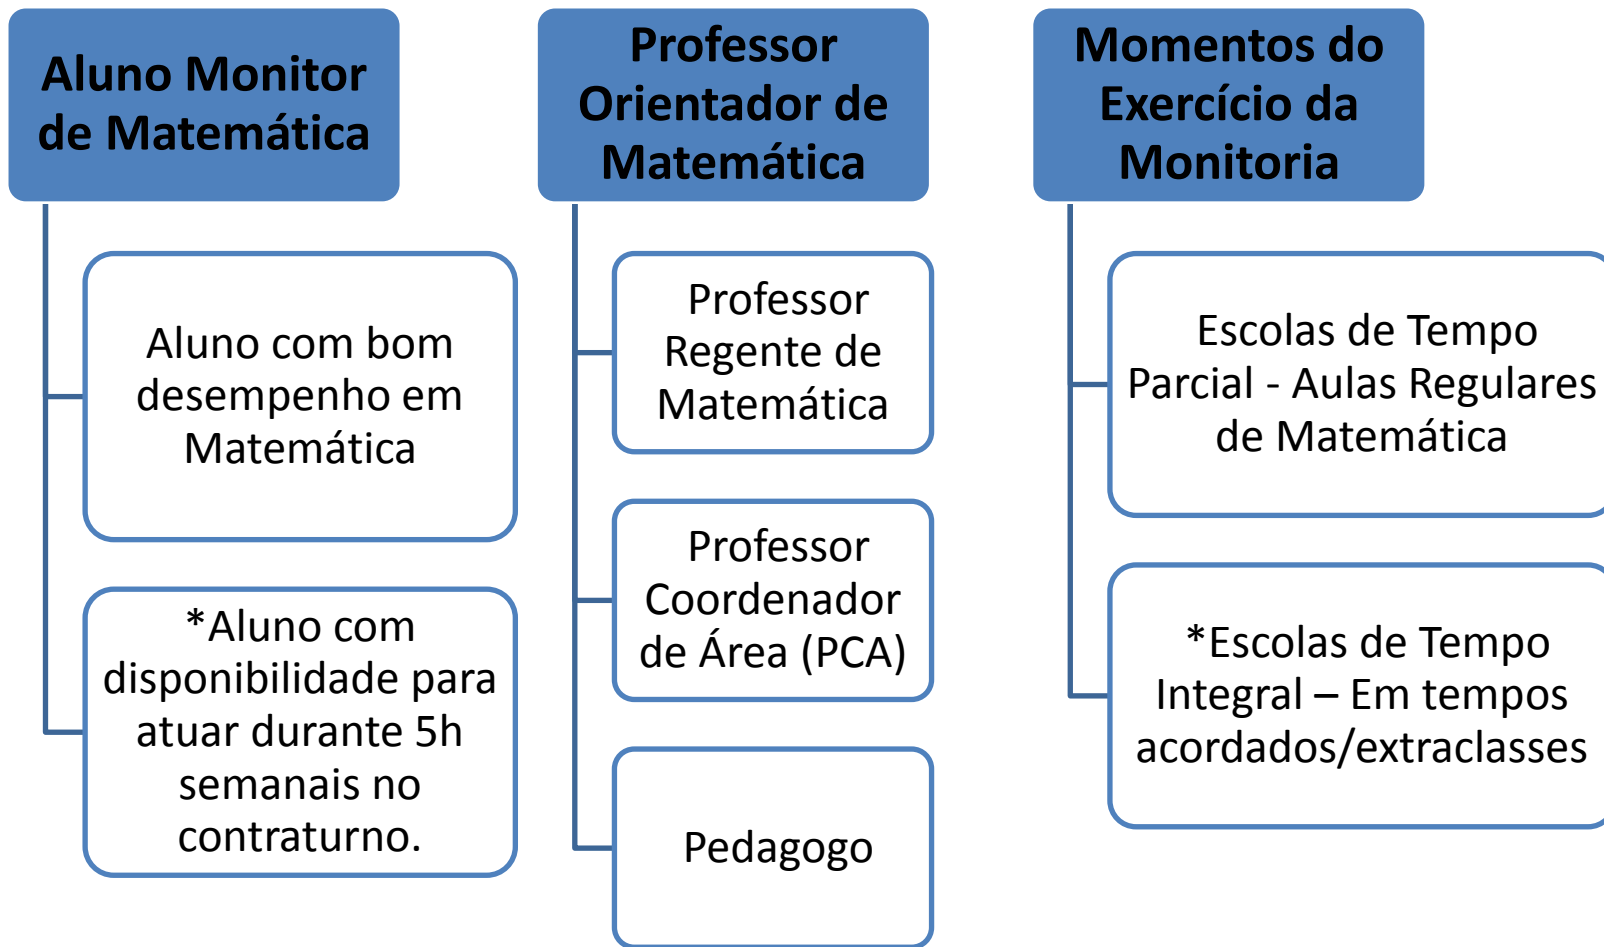 Aluno Monitor
de Matemática
Aluno com bom
desempenho em
Matemática
*Aluno com
disponibilidade para
atuar durante 5h
semanais no
contraturno.
Professor
Orientador de
Matemática
Professor
Regente de
Matemática
Professor
Coordenador
de Área (PCA)
Pedagogo
Momentos do
Exercício da
Monitoria
Escolas de Tempo
Parcial - Aulas Regulares
de Matemática
*Escolas de Tempo
Integral – Em tempos
acordados/extraclasses